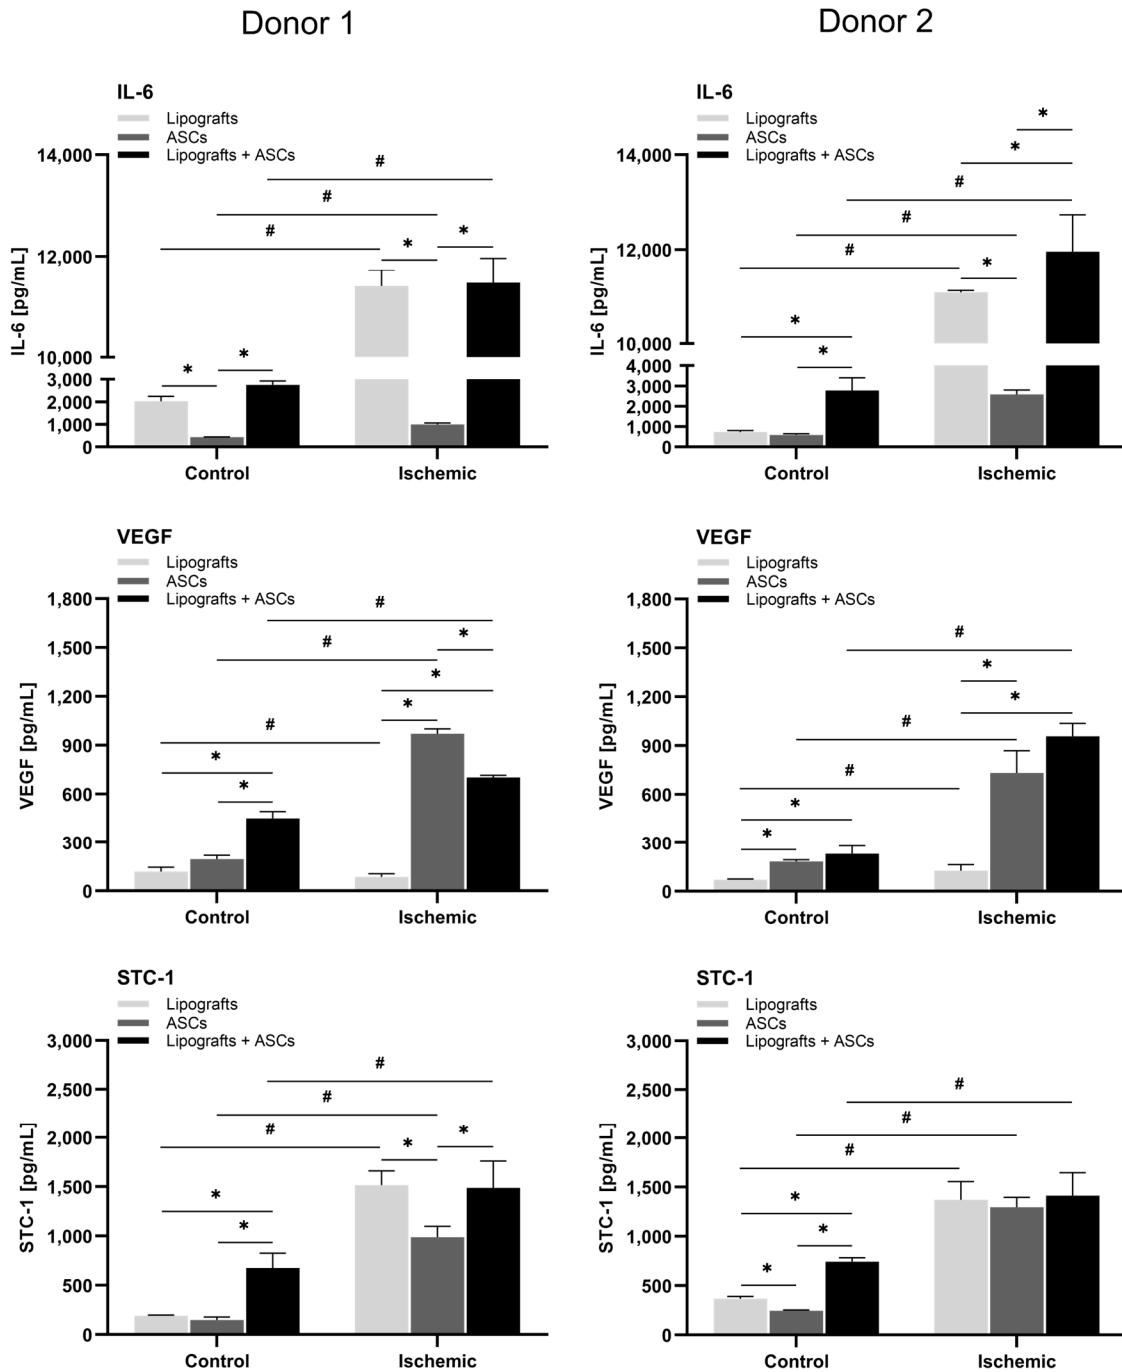 Donor 1
Donor 2
IL-6
Lipografts
ASCs
Lipografts + ASCs
14,000
12,000
10,000
3,000
2,000
1,000
0
IL-6 [pg/mL]
# # #
* *
* *
Control
Ischemic
IL-6
Lipografts
ASCs
Lipografts + ASCs
14,000
12,000
10,000
4,000
3,000
2,000
1,000
0
IL-6 [pg/mL]
*
*
#
#
#
*
*
*
Control
Ischemic
VEGF
Lipografts
ASCs
Lipografts + ASCs
1,800
1,500
1,200
900
600
300
0
VEGF [pg/mL]
#
#
*
*
*
#
*
*
Control
Ischemic
VEGF
Lipografts
ASCs
Lipografts + ASCs
1,800
1,500
1,200
900
600
300
0
VEGF [pg/mL]
#
*
*
#
#
*
*
Control
Ischemic
STC-1
Lipografts
ASCs
Lipografts + ASCs
3,000
2,500
2,000
1,500
1,000
500
0
STC-1 [pg/mL]
#
#
#
*
*
*
*
Control
Ischemic
STC-1
Lipografts
ASCs
Lipografts + ASCs
3,000
2,500
2,000
1,500
1,000
500
0
STC-1 [pg/mL]
#
#
#
*
*
*
Control
Ischemic